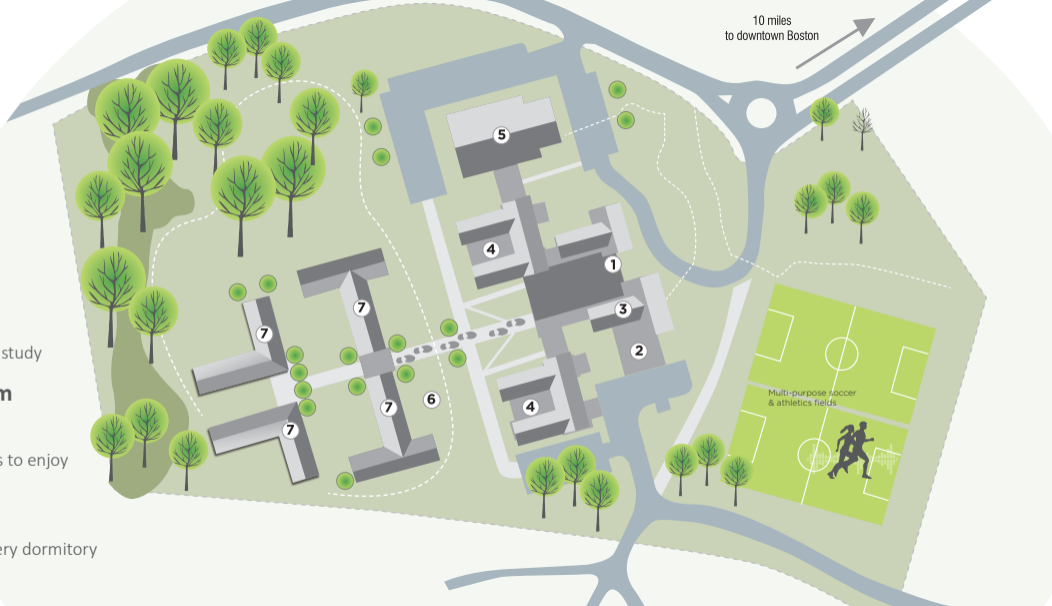 10 miles
to downtown Boston
5
4
1
7
3
7
study
2
m
Multi-purpose soccer
& athletics fields
7
6
4
7
s to enjoy
ery dormitory